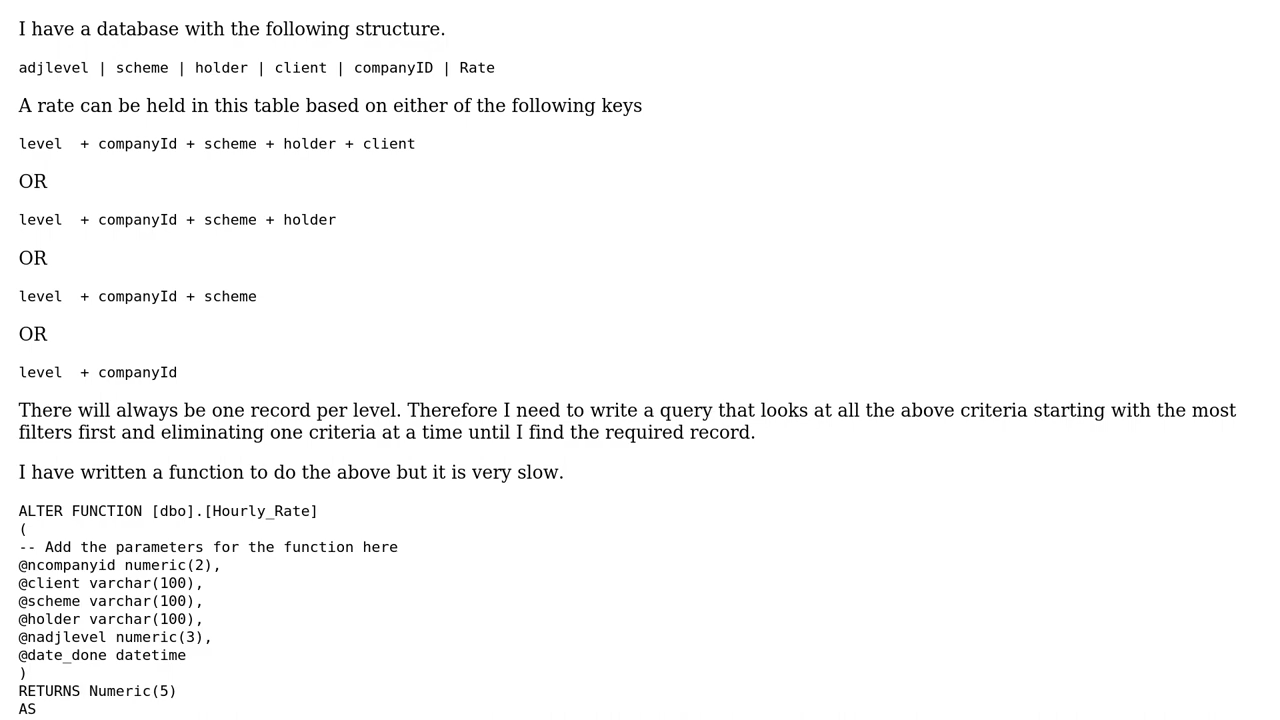 I have a database with the following structure.
adjlevel | scheme | holder | client | companyID | Rate
A rate can be held in this table based on either of the following keys
level  + companyId + scheme + holder + client
OR
level  + companyId + scheme + holder
OR
level  + companyId + scheme
OR
level  + companyId
There will always be one record per level. Therefore I need to write a query that looks at all the above criteria starting with the most
filters first and eliminating one criteria at a time until I find the required record.
I have written a function to do the above but it is very slow.
ALTER FUNCTION [dbo].[Hourly_Rate]
(
-- Add the parameters for the function here
@ncompanyid numeric(2),
@client varchar(100),
@scheme varchar(100),
@holder varchar(100),
@nadjlevel numeric(3),
@date_done datetime
)
RETURNS Numeric(5)
AS